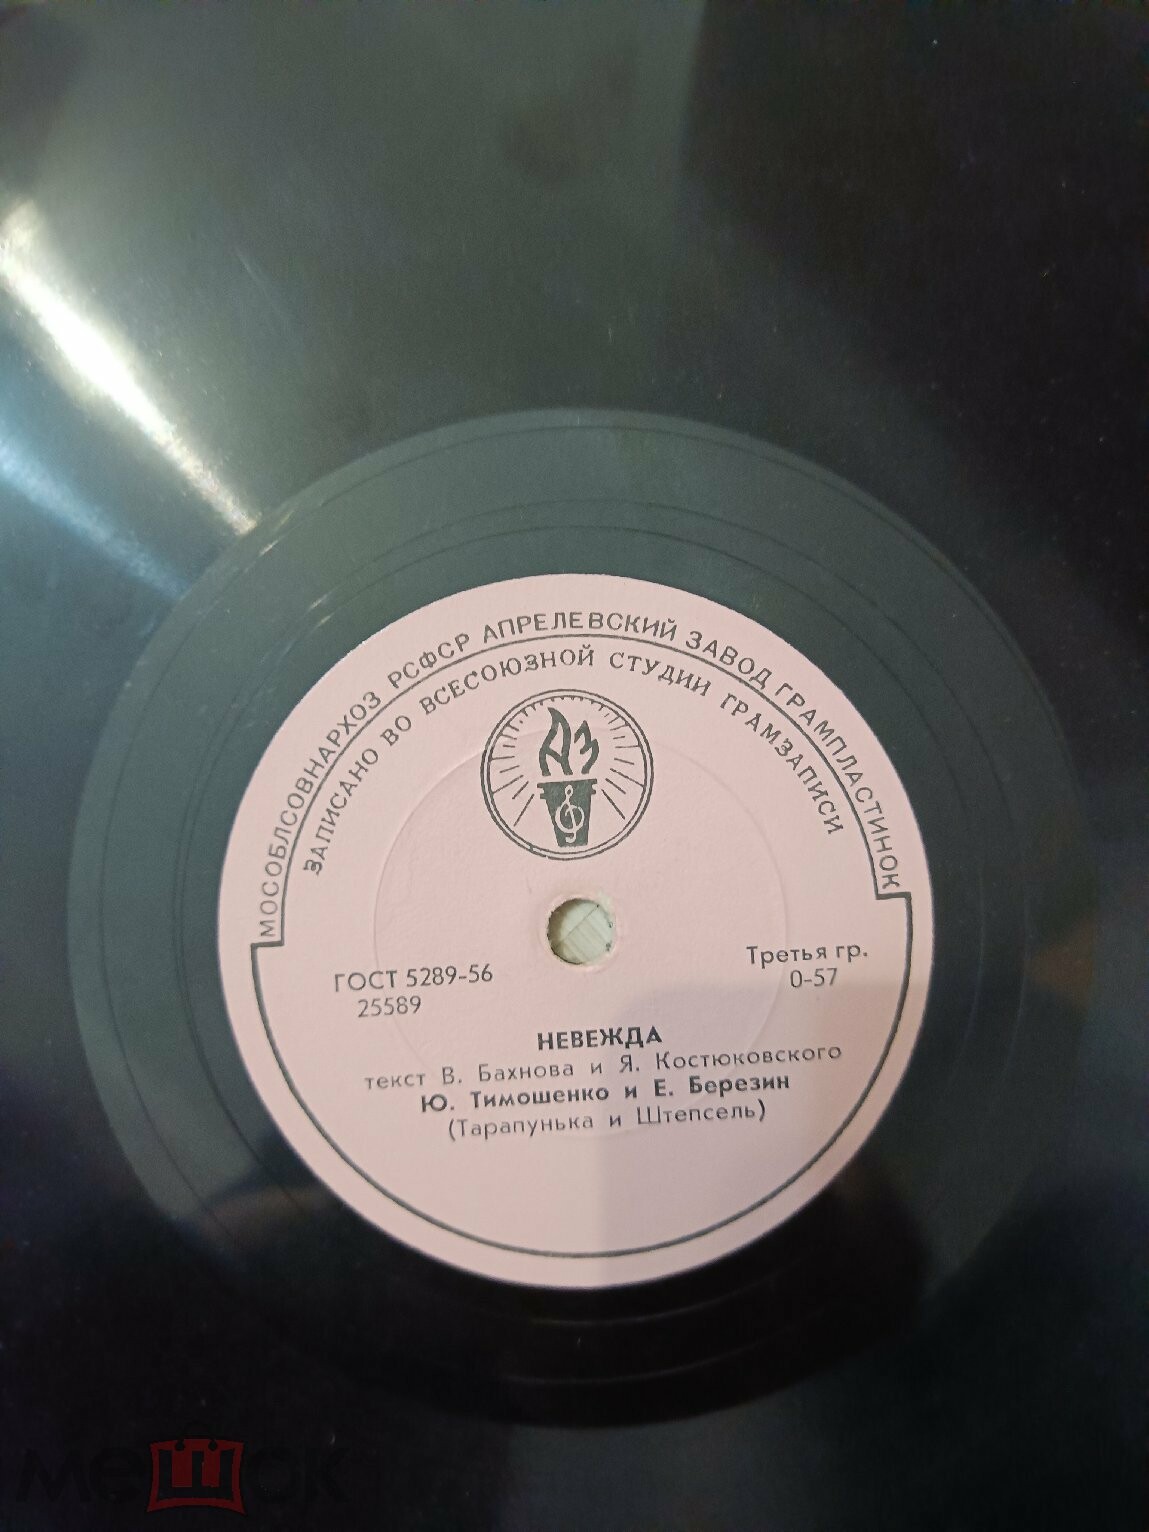 МОСОБЛСОВНАРХОЗ РСФСР АПРЕЛЕВСКИЙ ЗАВОД ГРАМПЛАСТИНОК
ЗАПИСАНО ВО ВСЕСОЮЗНОЙ СТУДИИ ГРАМЗАПИСИ
АЗ
ГОСТ 5289-56
25589
Третья гр.
0-57
НЕВЕЖДА
текст В. Бахнова и Я. Костюковского
Ю. Тимошенко и Е. Березин
(Тарапунька и Штепсель)
мешок